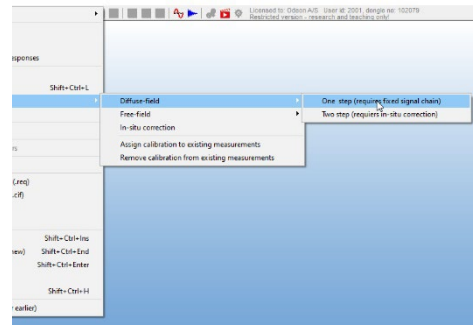 Licensed to: Odeon A/S User id: 2001, dongle no: 102079
Restricted version - research and teaching only!
sponses
Shift+Ctrl+L
Diffuse-field
One step (requires fixed signal chain)
Free-field
Two step (requiers in-situ correction)
In-situ correction
Assign calibration to existing measurements
Remove calibration from existing measurements
(.req)
.cif)
Shift+Ctrl+Ins
new) Shift+Ctrl+End
Shift+Ctrl+Enter
Shift+Ctrl+H
earlier)